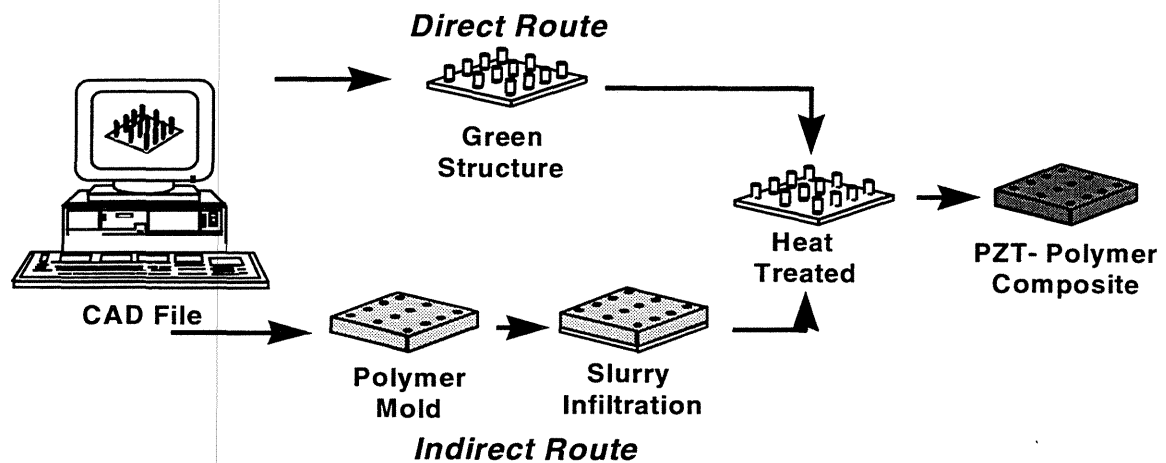 Direct Route
Green
Structure
Heat
Treated
PZT- Polymer
Composite
CAD File
Polymer
Mold
Slurry
Infiltration
Indirect Route